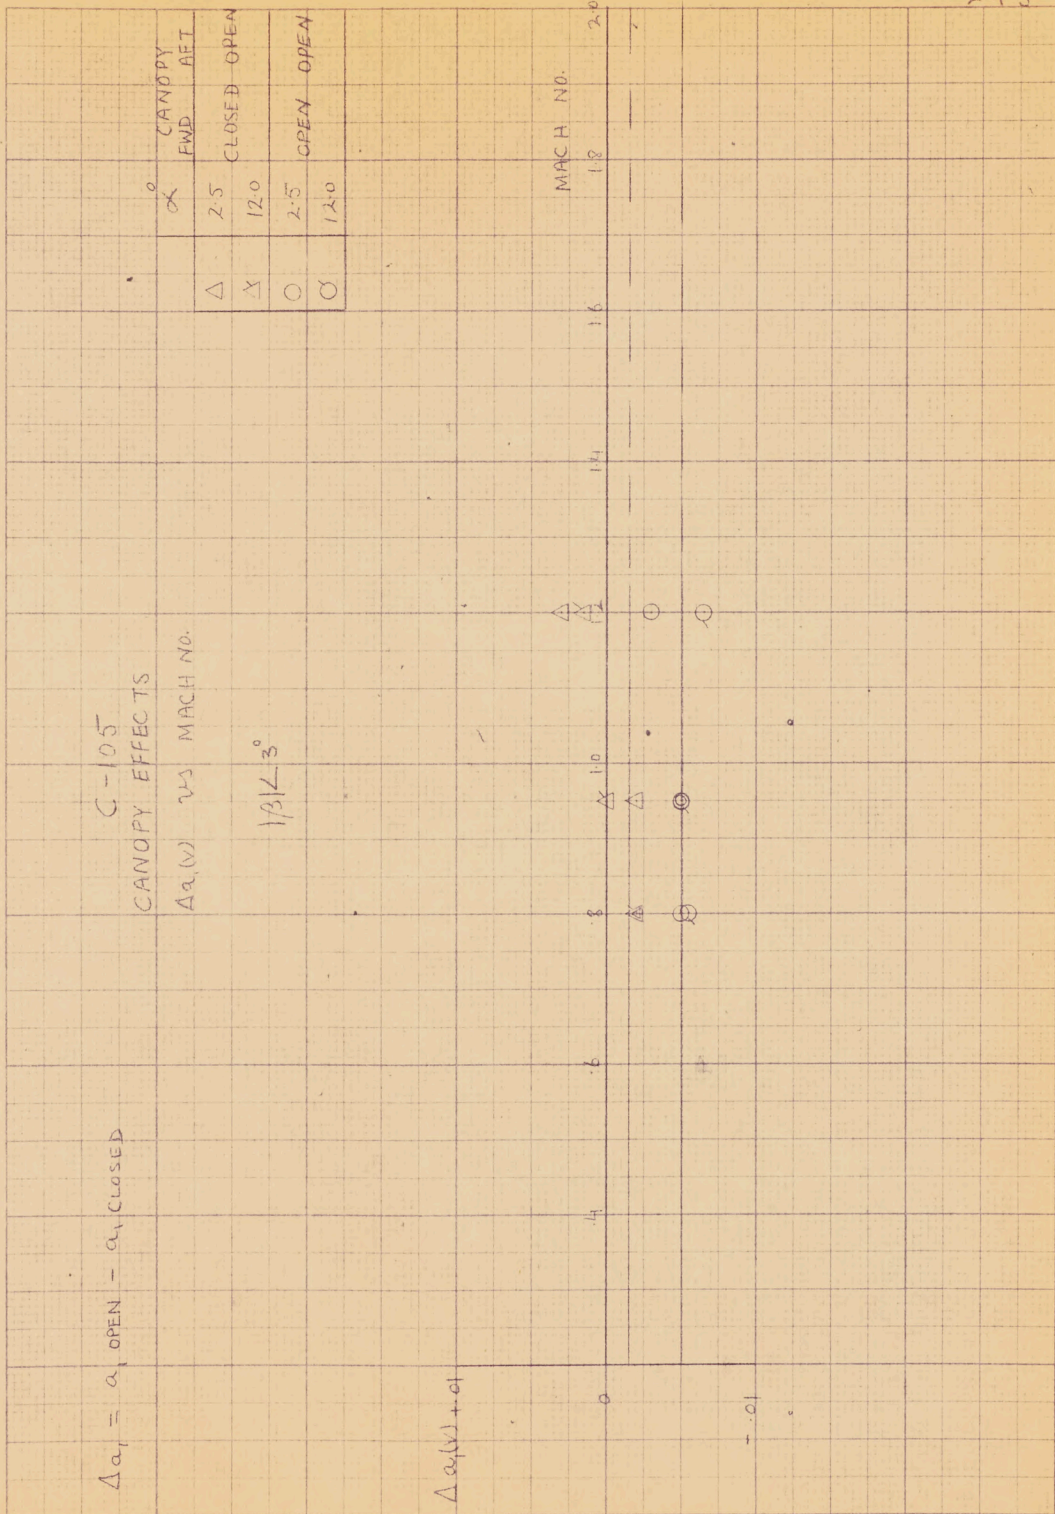 Δa₁ = a₁ OPEN - a₁ CLOSED
C-105
CANOPY EFFECTS
Δa₁(v) vs MACH NO.
|β|<3°
α° CANOPY
FWD AFT
△ 2.5
CLOSED OPEN
12.0
○ 2.5
OPEN OPEN
12.0
Δa₁(v) +.01
0
-.01
MACH NO.
.4 .6 .8 1.0 1.2 1.4 1.6 1.8 2.0